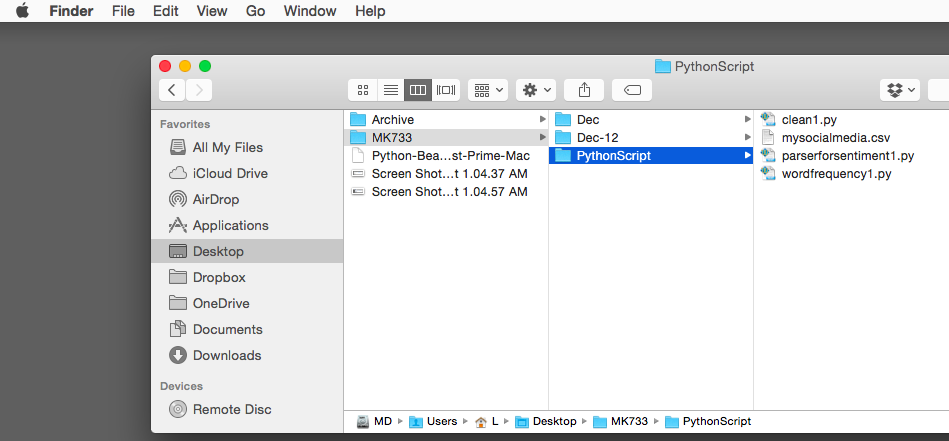 Finder File Edit View Go Window Help
PythonScript
Favorites
All My Files
iCloud Drive
AirDrop
Applications
Desktop
Dropbox
OneDrive
Documents
Downloads
Devices
Remote Disc
Archive
MK733
Python-Bea…st-Prime-Mac
Screen Shot…t 1.04.37 AM
Screen Shot…t 1.04.57 AM
Dec
Dec-12
PythonScript
clean1.py
mysocialmedia.csv
parserforsentiment1.py
wordfrequency1.py
MD Users L Desktop MK733 PythonScript